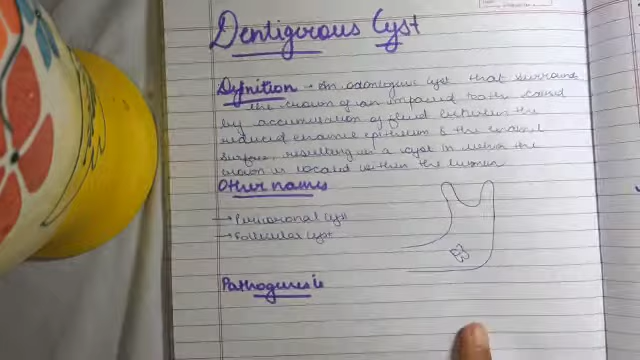 Dentigerous Cyst
Definition → An odontogenic cyst that surrounds
the crown of an impacted tooth caused
by accumulation of fluid between the
reduced enamel epithelium & the enamel
surface, resulting in a cyst in which the
crown is located within the lumen
Other names
→ Pericoronal cyst
→ Follicular cyst
Pathogenesis